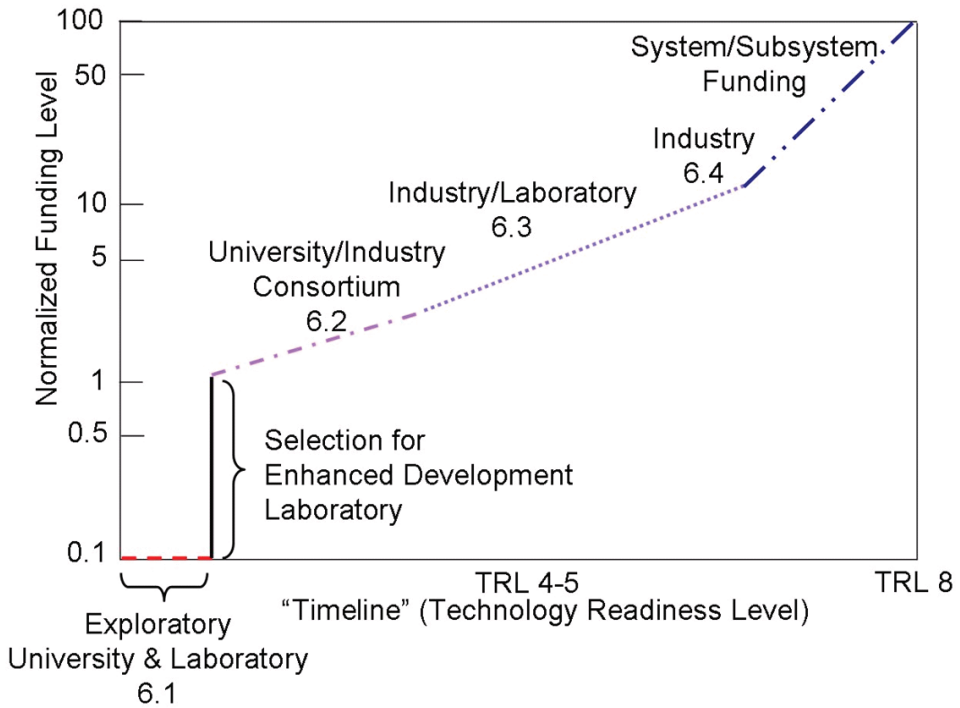 Normalized Funding Level
100
50
10
5
1
0.5
0.1
System/Subsystem
Funding
Industry
6.4
Industry/Laboratory
6.3
University/Industry
Consortium
6.2
Selection for
Enhanced Development
Laboratory
TRL 4-5
TRL 8
“Timeline” (Technology Readiness Level)
Exploratory
University & Laboratory
6.1